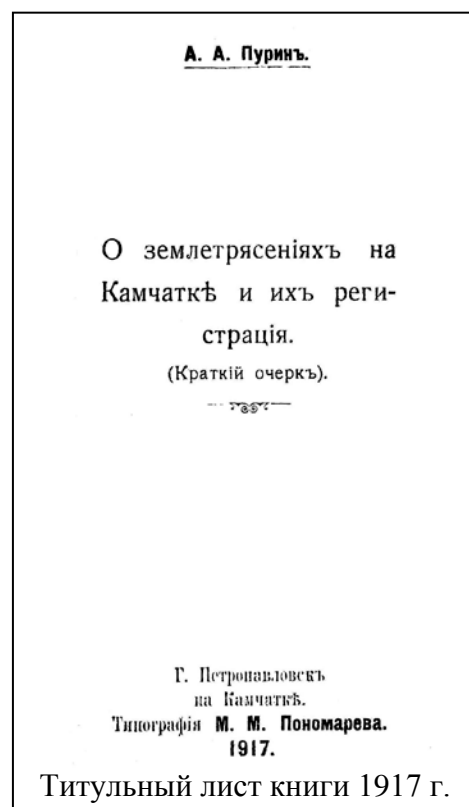 А. А. Пуринъ.
О землетрясеніяхъ на
Камчаткѣ и ихъ реги-
страція.
(Краткій очеркъ).
Г. Петропавловскъ
на Камчаткѣ.
Типографія М. М. Пономарева.
1917.
Титульный лист книги 1917 г.